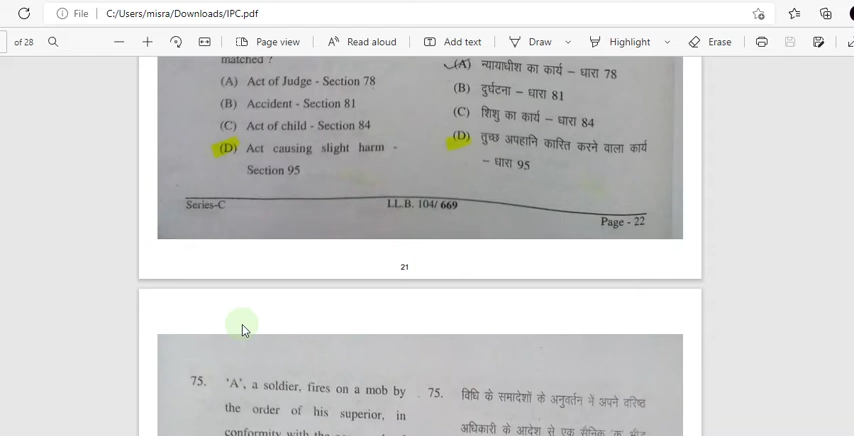 File
C:/Users/misra/Downloads/IPC.pdf
of 28
Page view
Read aloud
Add text
Draw
Highlight
Erase
matched ?
(A) Act of Judge - Section 78
(B) Accident - Section 81
(C) Act of child - Section 84
(D) Act causing slight harm -
Section 95
(A) न्यायाधीश का कार्य – धारा 78
(B) दुर्घटना – धारा 81
(C) शिशु का कार्य – धारा 84
(D) तुच्छ अपहानि कारित करने वाला कार्य
– धारा 95
Series-C
LL.B. 104/ 669
Page - 22
21
75. 'A', a soldier, fires on a mob by
the order of his superior, in
conformity with the
75. विधि के समादेशों के अनुवर्तन में अपने वरिष्ठ
अधिकारी के आदेश से एक सैनिक 'क' भीड़